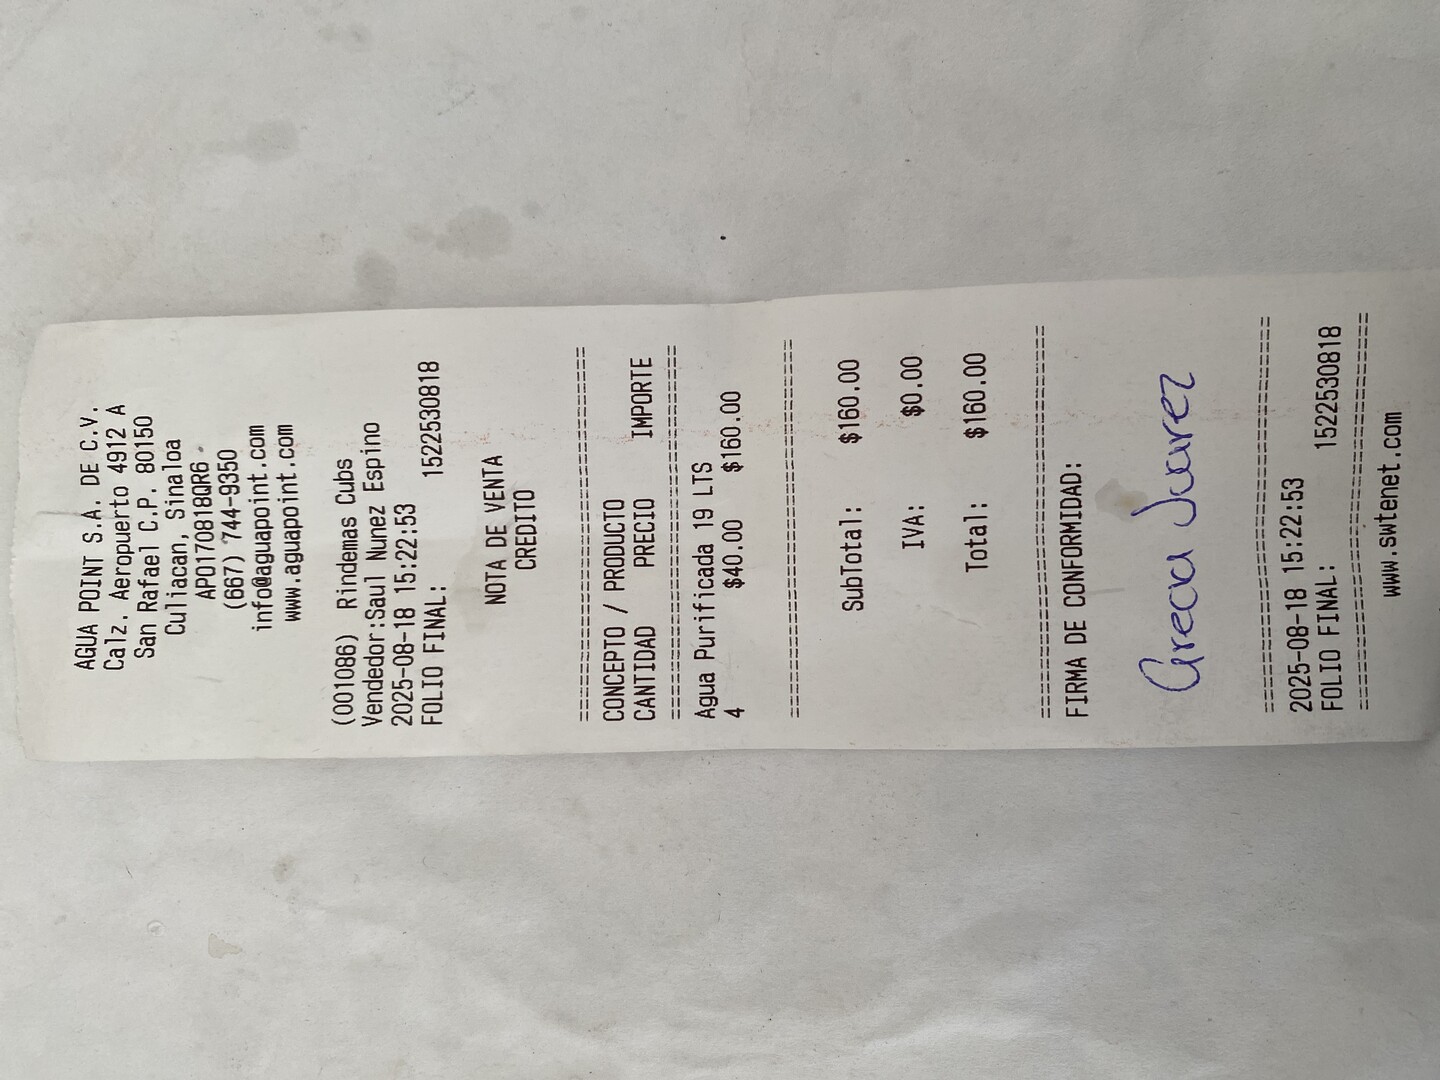 AGUA POINT S.A. DE C.V.
Calz. Aeropuerto 4912 A
San Rafael C.P. 80150
Culiacan, Sinaloa
APO170818QR6
(667) 744-9350
info@aguapoint.com
www.aguapoint.com
(001086) Rindemas Cubs
Vendedor:Saul Nunez Espino
2025-08-18 15:22:53
FOLIO FINAL: 1522530818
NOTA DE VENTA
CREDITO
CONCEPTO / PRODUCTO
CANTIDAD PRECIO IMPORTE
Agua Purificada 19 LTS
4 $40.00 $160.00
SubTotal: $160.00
IVA: $0.00
Total: $160.00
FIRMA DE CONFORMIDAD:
Grecia Juarez
2025-08-18 15:22:53
FOLIO FINAL: 1522530818
www.swtenet.com